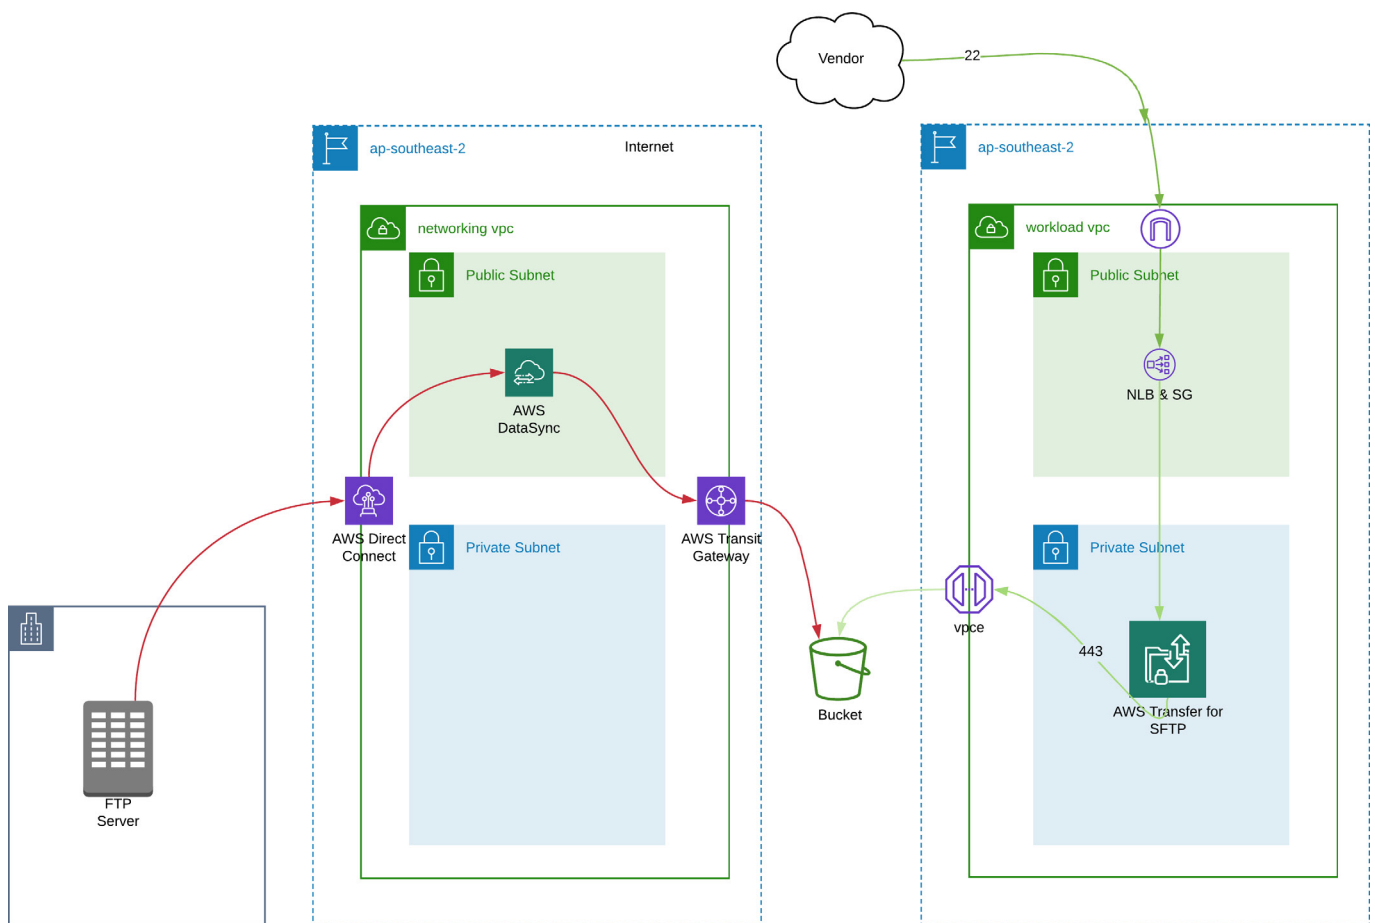 Vendor
22
ap-southeast-2
Internet
ap-southeast-2
networking vpc
workload vpc
Public Subnet
Public Subnet
AWS
DataSync
NLB & SG
AWS Direct
Connect
AWS Transit
Gateway
Private Subnet
Private Subnet
vpce
443
Bucket
AWS Transfer for
SFTP
FTP
Server